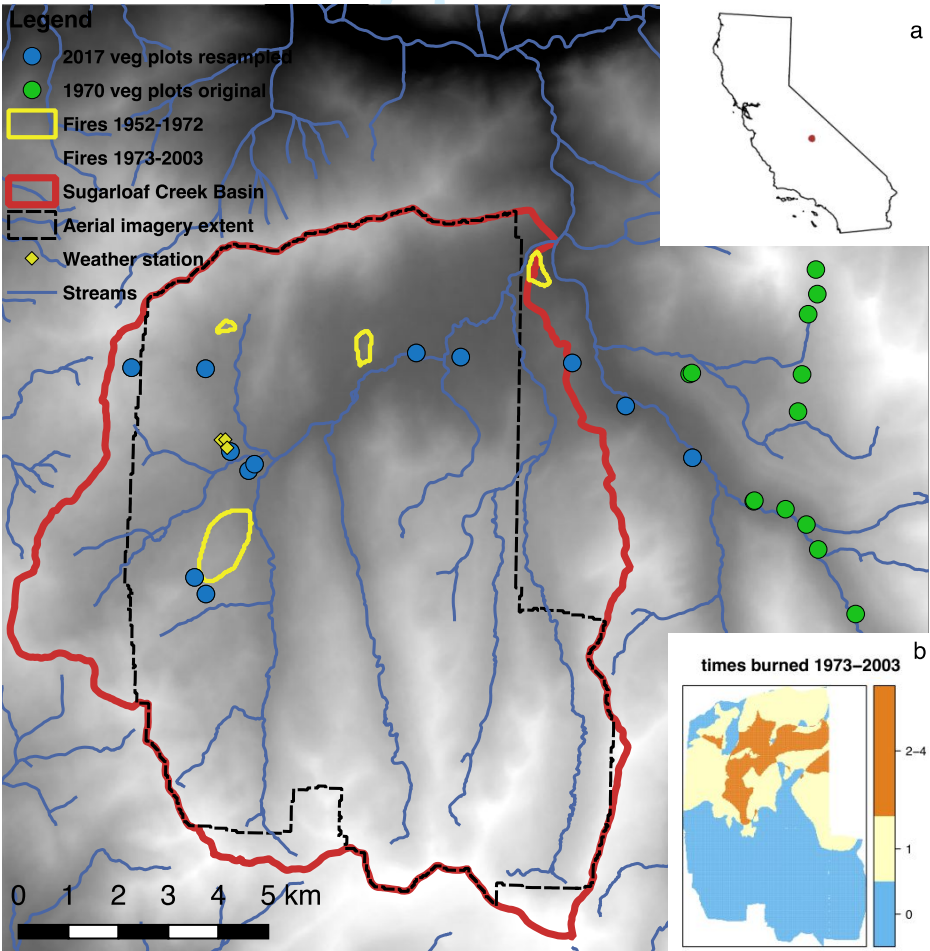 Legend
2017 veg plots resampled
1970 veg plots original
Fires 1952-1972
Fires 1973-2003
Sugarloaf Creek Basin
Aerial imagery extent
Weather station
Streams
a
b
times burned 1973–2003
2–4
1
0
0 1 2 3 4 5 km